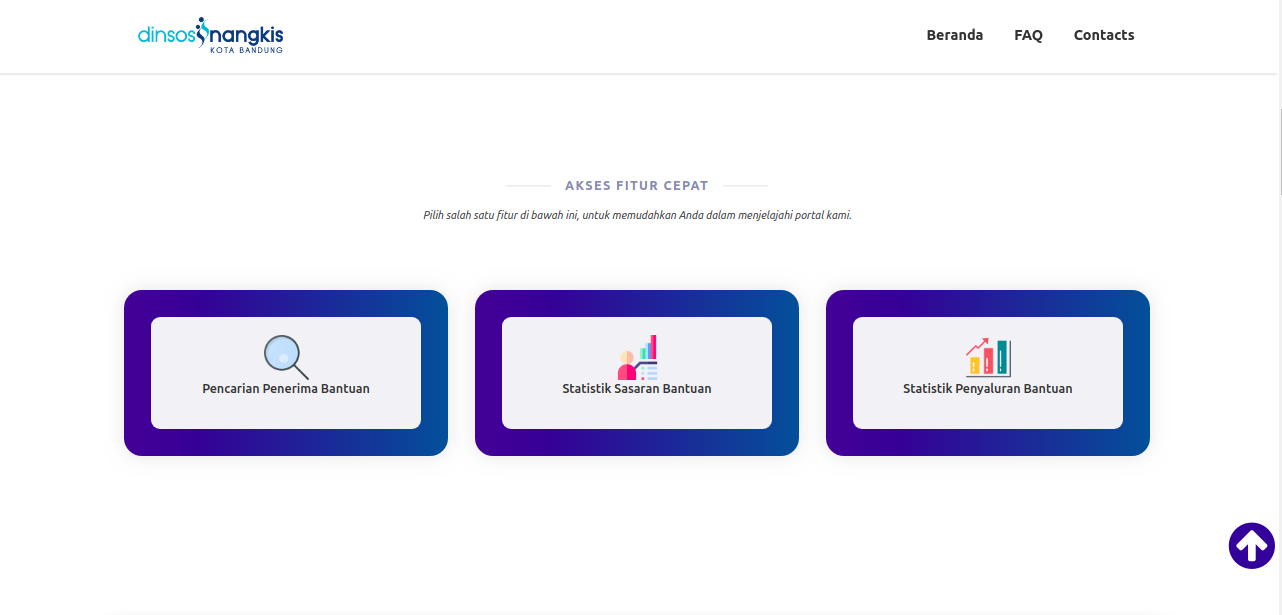 dinsos nangkis
KOTA BANDUNG
Beranda
FAQ
Contacts
AKSES FITUR CEPAT
Pilih salah satu fitur di bawah ini, untuk memudahkan Anda dalam menjelajahi portal kami.
Pencarian Penerima Bantuan
Statistik Sasaran Bantuan
Statistik Penyaluran Bantuan